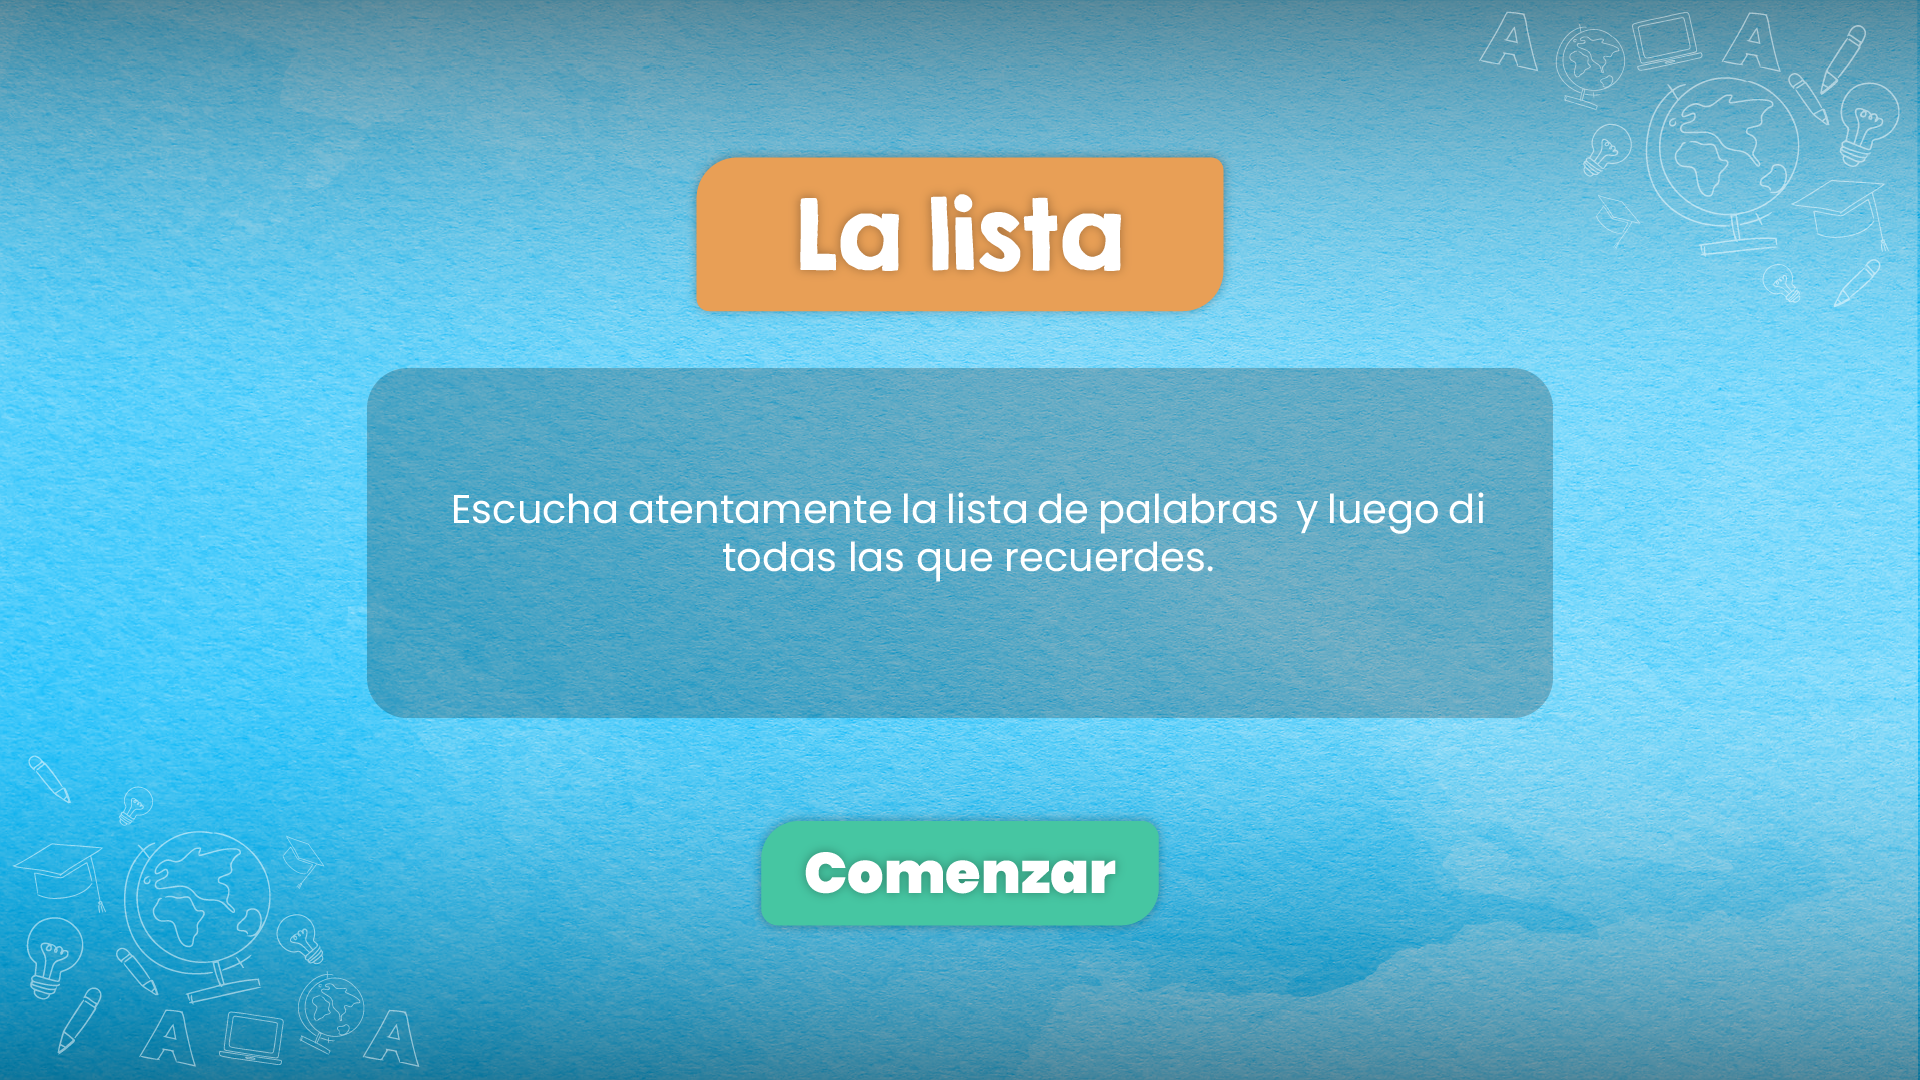 La lista
Escucha atentamente la lista de palabras  y luego di
todas las que recuerdes.
Comenzar